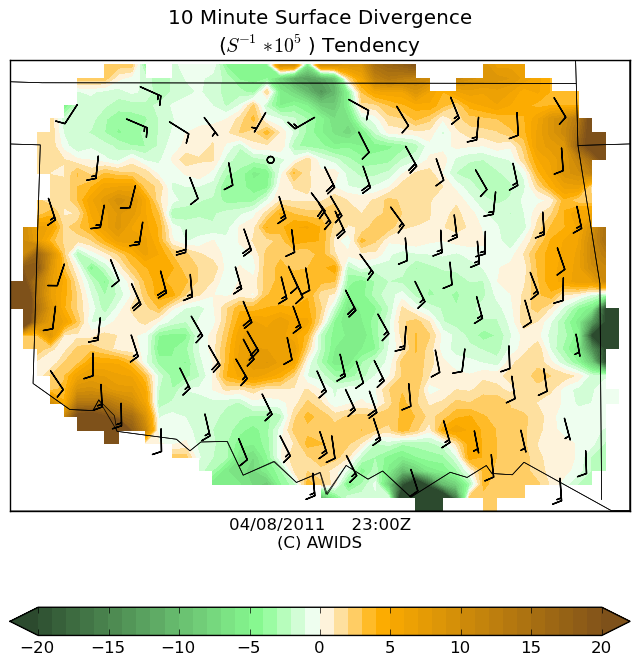 10 Minute Surface Divergence
(S⁻¹ * 10⁵ ) Tendency
04/08/2011 23:00Z
(C) AWIDS
−20 −15 −10 −5 0 5 10 15 20